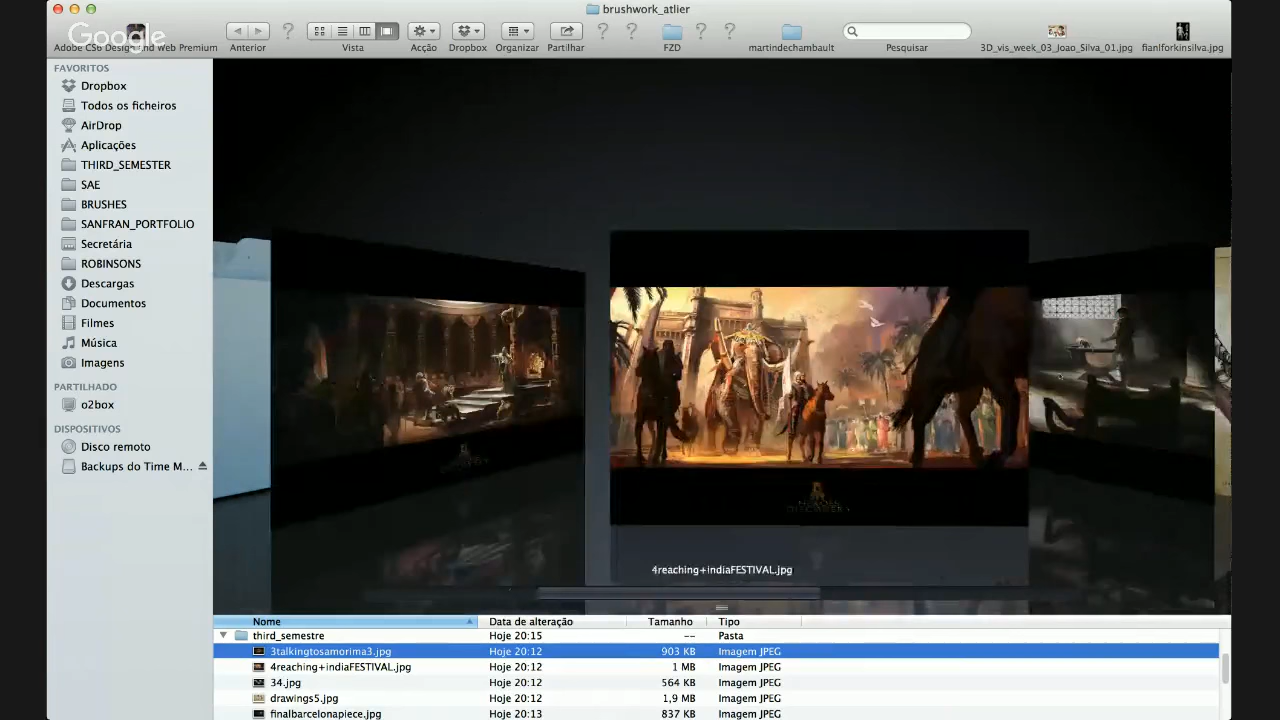 brushwork_atlier
Google
Adobe CS6 Design and Web Premium
Anterior
Vista
Acção
Dropbox
Organizar
Partilhar
FZD
martindechambault
Pesquisar
3D_vis_week_03_Joao_Silva_01.jpg
fianlforkinsilva.jpg
FAVORITOS
Dropbox
Todos os ficheiros
AirDrop
Aplicações
THIRD_SEMESTER
SAE
BRUSHES
SANFRAN_PORTFOLIO
Secretária
ROBINSONS
Descargas
Documentos
Filmes
Música
Imagens
PARTILHADO
o2box
DISPOSITIVOS
Disco remoto
Backups do Time M...
DISCOVERY
4reaching+indiaFESTIVAL.jpg
Nome Data de alteração Tamanho Tipo
third_semestre Hoje 20:15 -- Pasta
3talkingtosamorima3.jpg Hoje 20:12 903 KB Imagem JPEG
4reaching+indiaFESTIVAL.jpg Hoje 20:12 1 MB Imagem JPEG
34.jpg Hoje 20:12 564 KB Imagem JPEG
drawings5.jpg Hoje 20:12 1,9 MB Imagem JPEG
finalbarcelonapiece.jpg Hoje 20:13 837 KB Imagem JPEG